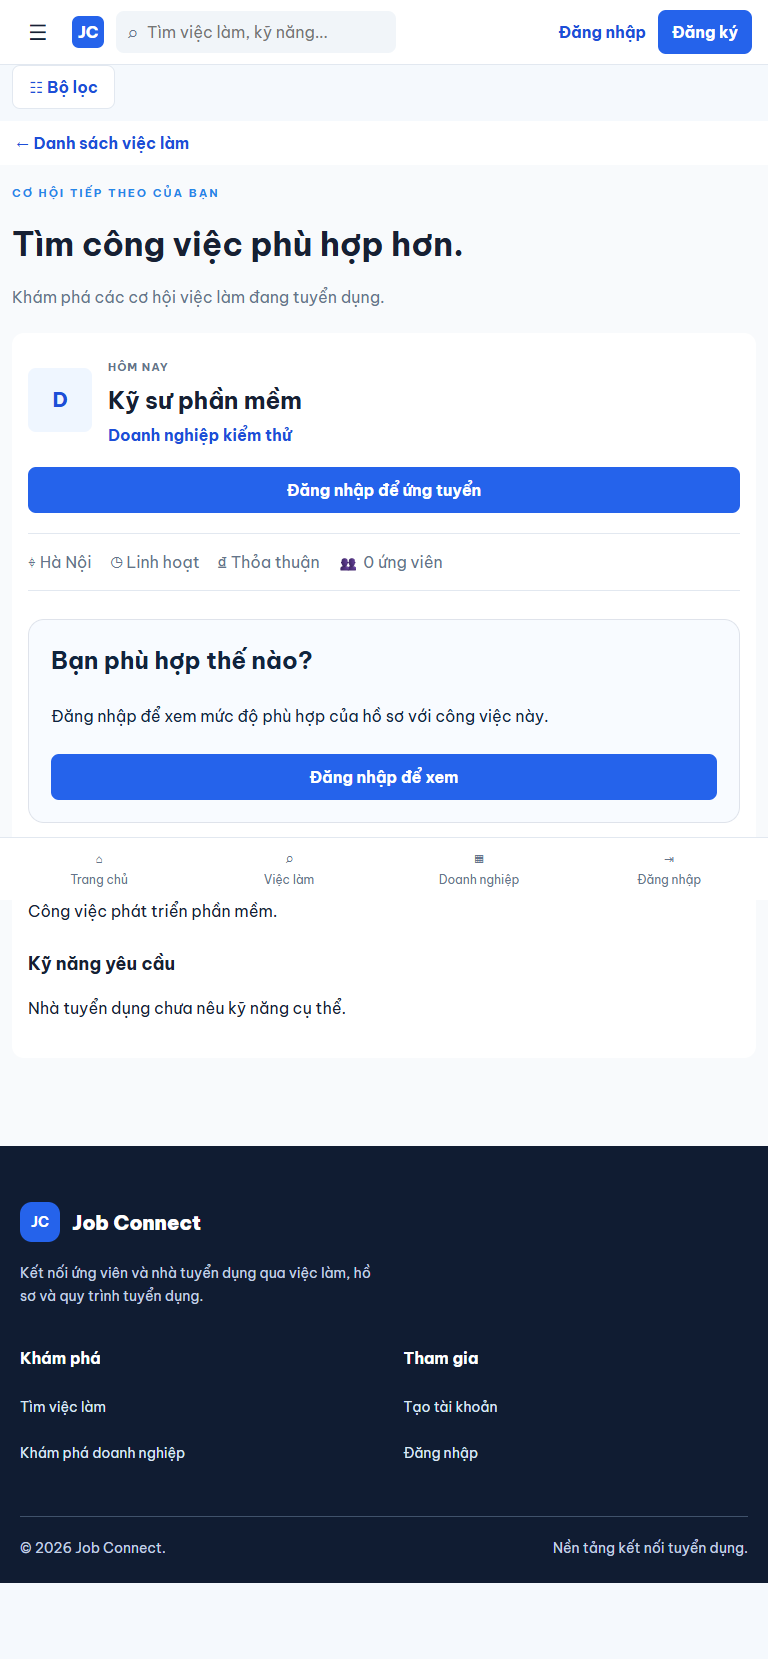 ☰ JC ⌕ Tìm việc làm, kỹ năng... Đăng nhập Đăng ký
☷ Bộ lọc
← Danh sách việc làm
CƠ HỘI TIẾP THEO CỦA BẠN
Tìm công việc phù hợp hơn.
Khám phá các cơ hội việc làm đang tuyển dụng.
D
HÔM NAY
Kỹ sư phần mềm
Doanh nghiệp kiểm thử
Đăng nhập để ứng tuyển
Hà Nội ◷ Linh hoạt ₫ Thỏa thuận 👥 0 ứng viên
Bạn phù hợp thế nào?
Đăng nhập để xem mức độ phù hợp của hồ sơ với công việc này.
Đăng nhập để xem
Trang chủ Việc làm Doanh nghiệp Đăng nhập
Công việc phát triển phần mềm.
Kỹ năng yêu cầu
Nhà tuyển dụng chưa nêu kỹ năng cụ thể.
JC Job Connect
Kết nối ứng viên và nhà tuyển dụng qua việc làm, hồ
sơ và quy trình tuyển dụng.
Khám phá
Tìm việc làm
Khám phá doanh nghiệp
Tham gia
Tạo tài khoản
Đăng nhập
© 2026 Job Connect. Nền tảng kết nối tuyển dụng.